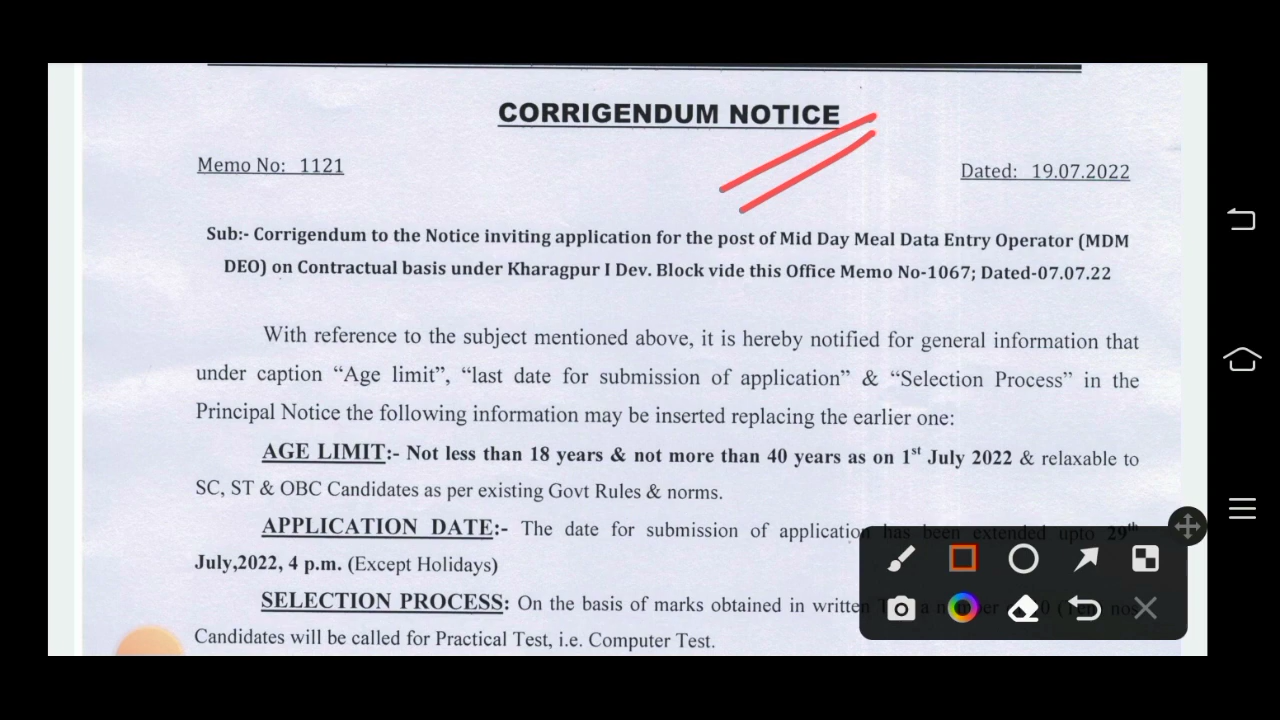 CORRIGENDUM NOTICE
Memo No: 1121
Dated: 19.07.2022
Sub:- Corrigendum to the Notice inviting application for the post of Mid Day Meal Data Entry Operator (MDM
DEO) on Contractual basis under Kharagpur I Dev. Block vide this Office Memo No-1067; Dated-07.07.22
With reference to the subject mentioned above, it is hereby notified for general information that
under caption “Age limit”, “last date for submission of application” & “Selection Process” in the
Principal Notice the following information may be inserted replacing the earlier one:
AGE LIMIT:- Not less than 18 years & not more than 40 years as on 1st July 2022 & relaxable to
SC, ST & OBC Candidates as per existing Govt Rules & norms.
APPLICATION DATE:- The date for submission of application has been extended upto 29th
July,2022, 4 p.m. (Except Holidays)
SELECTION PROCESS: On the basis of marks obtained in written
Candidates will be called for Practical Test, i.e. Computer Test.